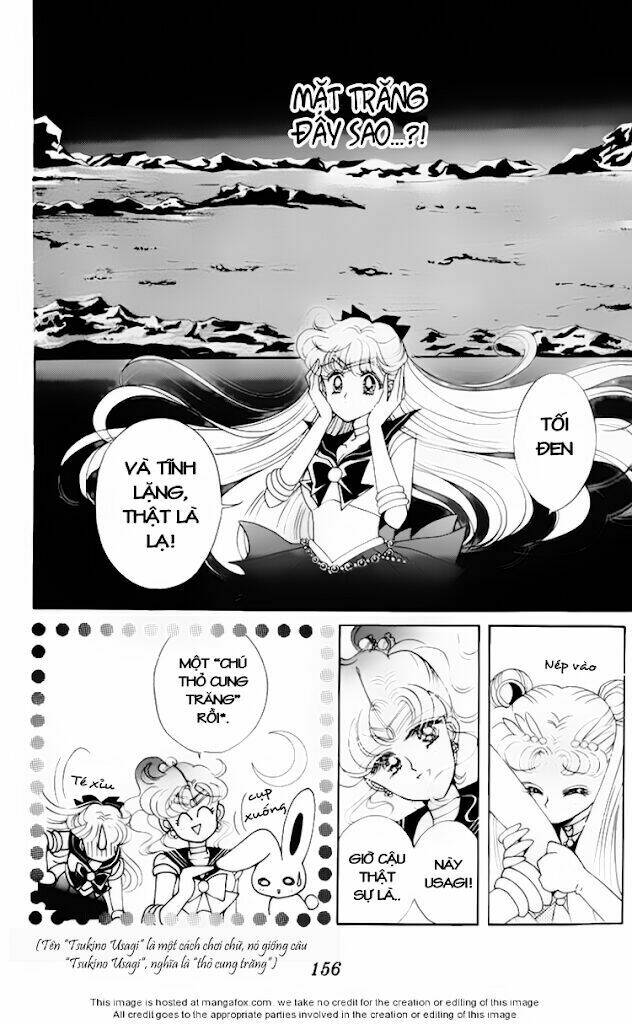 MẶT TRĂNG
ĐÂY SAO...?!
TỐI
ĐEN
VÀ TĨNH
LẶNG,
THẬT LÀ
LẠ!
Nép vào
NÀY
USAGI!
GIỜ CẬU
THẬT
SỰ LÀ..
MỘT "CHÚ
THỎ CUNG
TRĂNG"
RỒI*.
Té xỉu
cụp
xuống
(Tên "Tsukino Usagi" là một cách chơi chữ, nó giống câu
"Tsukino Usagi", nghĩa là "thỏ cung trăng")
156
This image is hosted at mangafox.com. we take no credit for the creation or editing of this image
All credit goes to the appropriate parties involved in the creation or editing of this image.